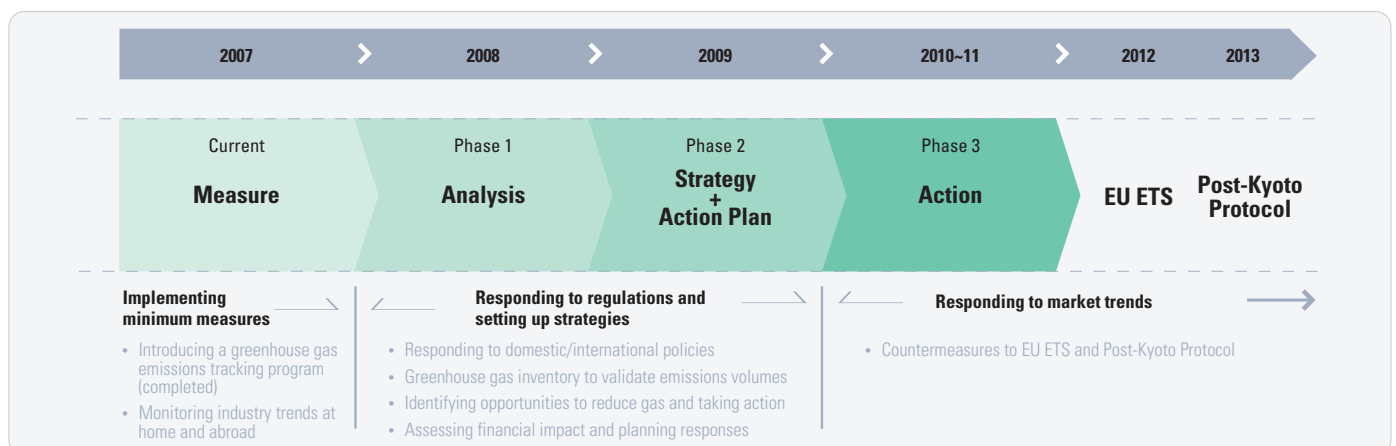 2007
2008
2009
2010~11
2012
2013
Current
Measure
Phase 1
Analysis
Phase 2
Strategy
+
Action Plan
Phase 3
Action
EU ETS
Post-Kyoto
Protocol
Implementing
minimum measures
• Introducing a greenhouse gas
emissions tracking program
(completed)
• Monitoring industry trends at
home and abroad
Responding to regulations and
setting up strategies
• Responding to domestic/international policies
• Greenhouse gas inventory to validate emissions volumes
• Identifying opportunities to reduce gas and taking action
• Assessing financial impact and planning responses
Responding to market trends
• Countermeasures to EU ETS and Post-Kyoto Protocol